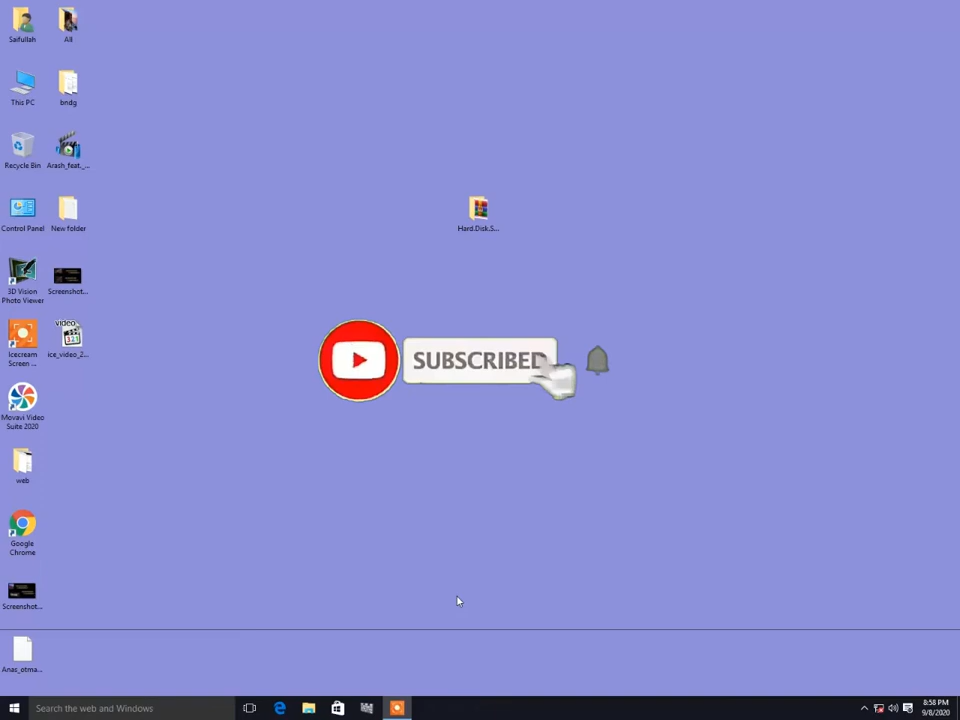 Saifullah
All
This PC
bndg
Recycle Bin
Arash_feat._...
Control Panel
New folder
Hard.Disk.S...
3D Vision
Photo Viewer
Screenshot...
Icecream
Screen ...
ice_video_2...
video
321
Movavi Video
Suite 2020
web
Google
Chrome
Screenshot...
Anas_otma...
SUBSCRIBED
Search the web and Windows
8:58 PM
9/8/2020